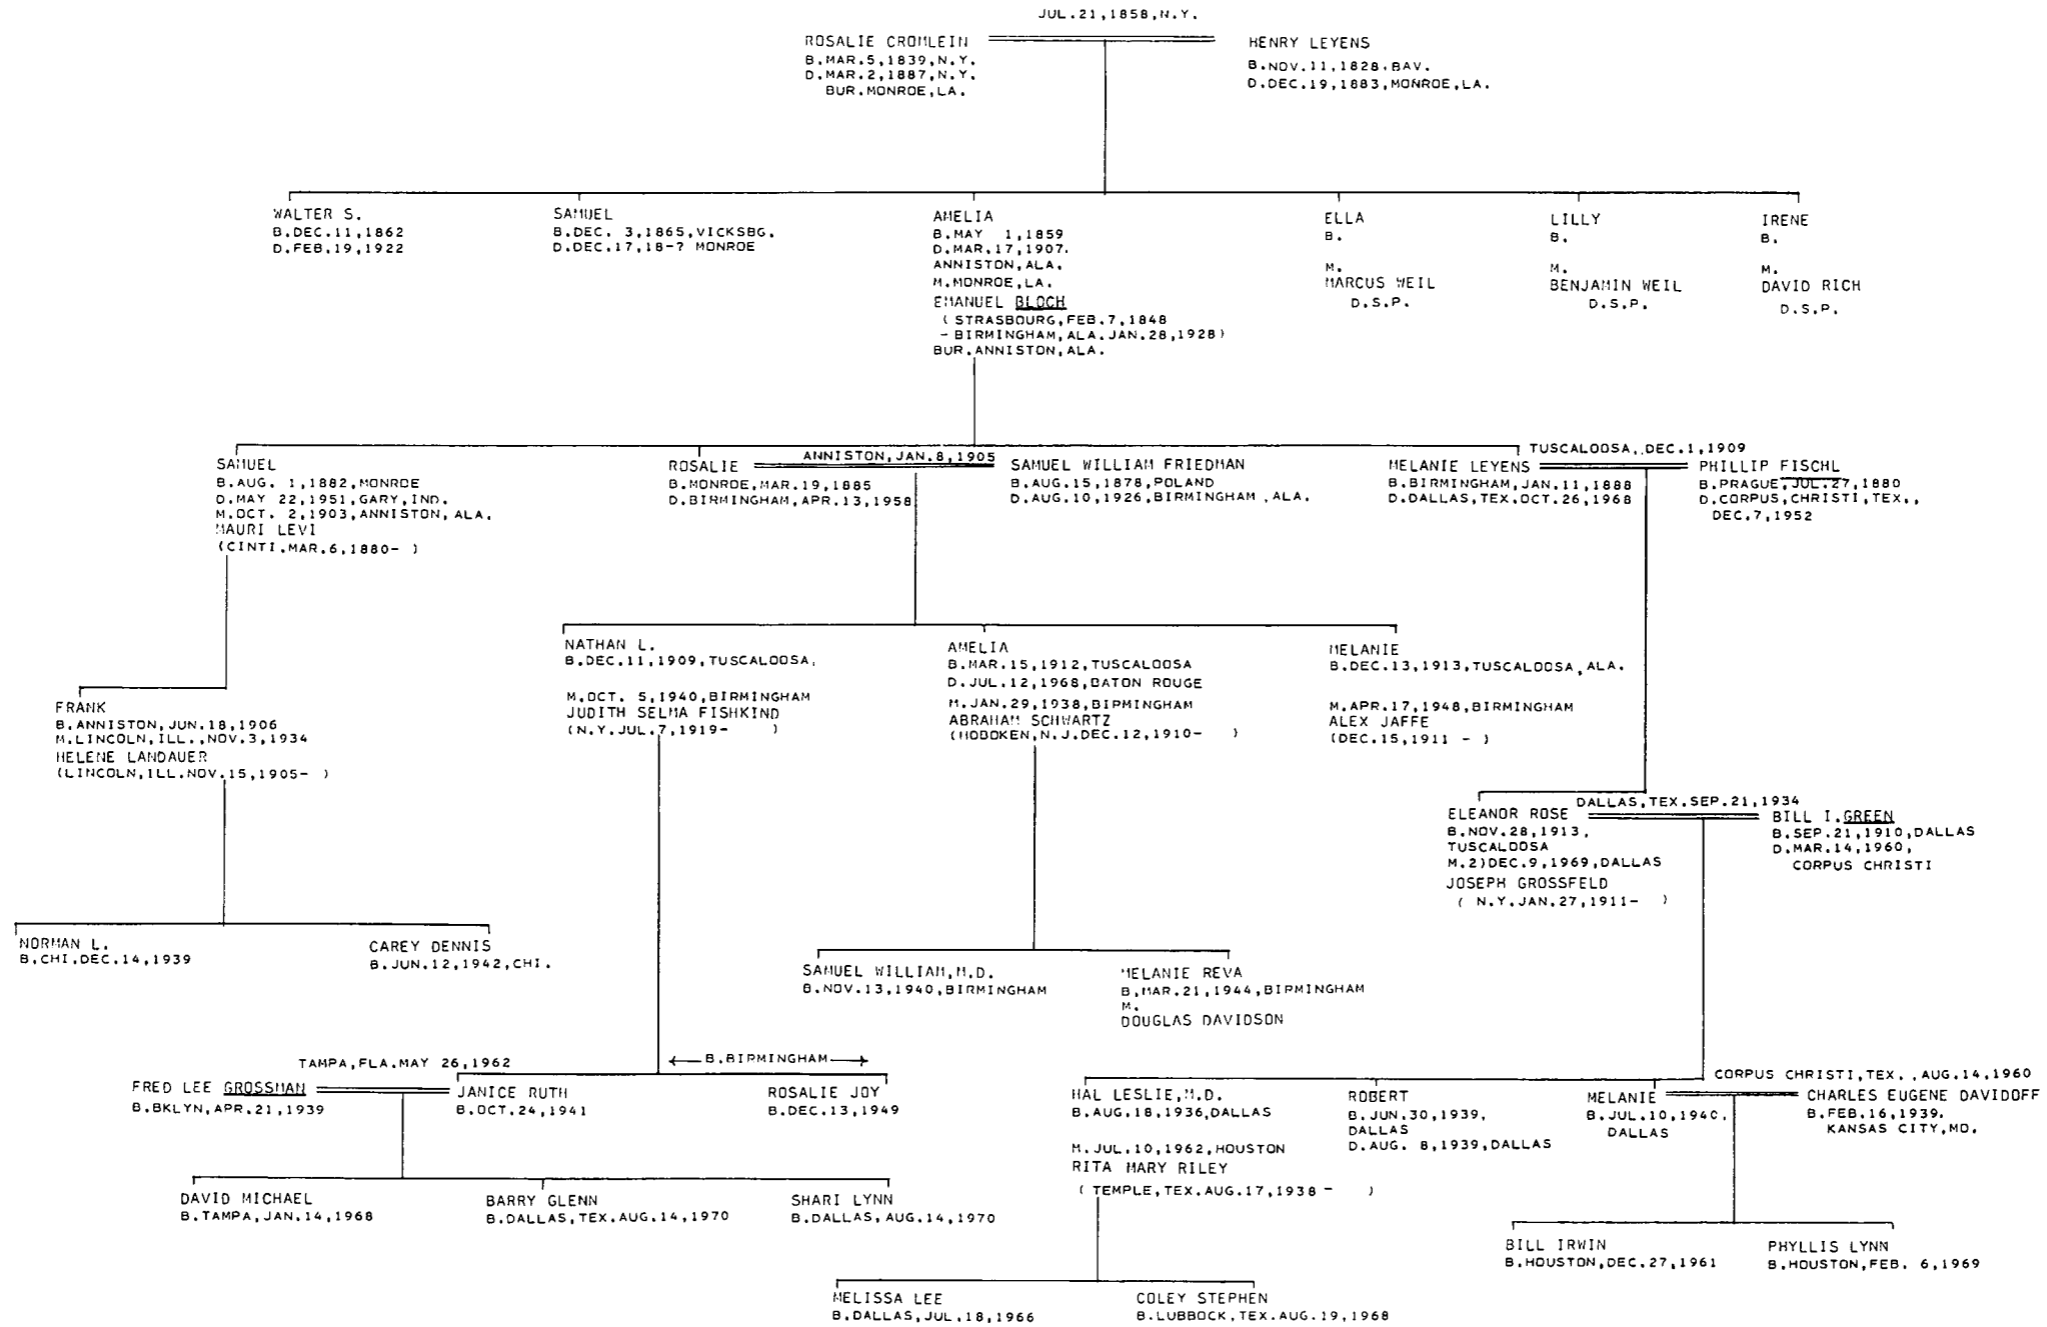 JUL.21,1858,N.Y.
ROSALIE CROMLEIN
B.MAR.5,1839,N.Y.
D.MAR.2,1887,N.Y.
BUR.MONROE,LA.
HENRY LEYENS
B.NOV.11,1828.BAV.
D.DEC.19,1883,MONROE,LA.
WALTER S.
B.DEC.11,1862
D.FEB.19,1922
SAMUEL
B.DEC. 3,1865,VICKSBG.
D.DEC.17,18-? MONROE
AMELIA
B.MAY 1,1859
D.MAR.17,1907.
ANNISTON,ALA.
M.MONROE,LA.
EMANUEL BLOCH
(STRASBOURG,FEB.7,1848
-BIRMINGHAM,ALA.JAN.28,1928)
BUR.ANNISTON,ALA.
ELLA
B.
M.
MARCUS WEIL
D.S.P.
LILLY
B.
M.
BENJAMIN WEIL
D.S.P.
IRENE
B.
M.
DAVID RICH
D.S.P.
SAMUEL
B.AUG. 1,1882,MONROE
D.MAY 22,1951,GARY,IND.
M.OCT. 2,1903,ANNISTON,ALA.
MAURI LEVI
(CINTI.MAR.6,1880- )
ANNISTON,JAN.8,1905
ROSALIE
B.MONROE,MAR.19,1885
D.BIRMINGHAM,APR.13,1958
SAMUEL WILLIAM FRIEDMAN
B.AUG.15,1878,POLAND
D.AUG.10,1926,BIRMINGHAM,ALA.
TUSCALOOSA,.DEC.1,1909
MELANIE LEYENS
B.BIRMINGHAM,JAN.11,1888
D.DALLAS,TEX.OCT.26,1968
PHILLIP FISCHL
B.PRAGUE,JUL.27,1880
D.CORPUS,CHRISTI,TEX.,
DEC.7,1952
NATHAN L.
B.DEC.11,1909,TUSCALOOSA.
M.OCT. 5,1940,BIRMINGHAM
JUDITH SELMA FISHKIND
(N.Y.JUL.7,1919- )
AMELIA
B.MAR.15,1912,TUSCALOOSA
D.JUL.12,1968,BATON ROUGE
M.JAN.29,1938,BIRMINGHAM
ABRAHAM SCHWARTZ
(HOBOKEN,N.J.DEC.12,1910- )
MELANIE
B.DEC.13,1913,TUSCALOOSA,ALA.
M.APR.17,1948,BIRMINGHAM
ALEX JAFFE
(DEC.15,1911 - )
FRANK
B.ANNISTON,JUN.18,1906
M.LINCOLN,ILL.,NOV.3,1934
HELENE LANDAUER
(LINCOLN,ILL.NOV.15,1905- )
DALLAS,TEX.SEP.21,1934
ELEANOR ROSE
B.NOV.28,1913,
TUSCALOOSA
M.2)DEC.9,1969,DALLAS
JOSEPH GROSSFELD
( N.Y.JAN.27,1911- )
BILL I.GREEN
B.SEP.21,1910,DALLAS
D.MAR.14,1960,
CORPUS CHRISTI
NORMAN L.
B.CHI.DEC.14,1939
CAREY DENNIS
B.JUN.12,1942,CHI.
SAMUEL WILLIAM,M.D.
B.NOV.13,1940,BIRMINGHAM
MELANIE REVA
B.MAR.21,1944,BIRMINGHAM
M.
DOUGLAS DAVIDSON
TAMPA,FLA.MAY 26,1962
B.BIRMINGHAM
FRED LEE GROSSMAN
B.BKLYN,APR.21,1939
JANICE RUTH
B.OCT.24,1941
ROSALIE JOY
B.DEC.13,1949
HAL LESLIE,M.D.
B.AUG.18,1936,DALLAS
M.JUL.10,1962,HOUSTON
RITA MARY RILEY
(TEMPLE,TEX.AUG.17,1938- )
ROBERT
B.JUN.30,1939,
DALLAS
D.AUG. 8,1939,DALLAS
CORPUS CHRISTI,TEX.,AUG.14,1960
MELANIE
B.JUL.10,1940.
DALLAS
CHARLES EUGENE DAVIDOFF
B.FEB.16,1939.
KANSAS CITY,MO.
DAVID MICHAEL
B.TAMPA,JAN.14,1968
BARRY GLENN
B.DALLAS,TEX.AUG.14,1970
SHARI LYNN
B.DALLAS,AUG.14,1970
BILL IRWIN
B.HOUSTON,DEC.27,1961
PHYLLIS LYNN
B.HOUSTON,FEB. 6,1969
MELISSA LEE
B.DALLAS,JUL.18,1966
COLEY STEPHEN
B.LUBBOCK,TEX.AUG.19,1968